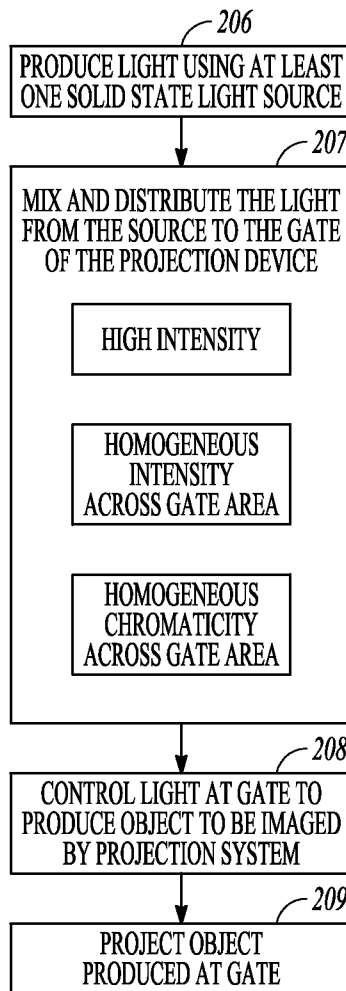 206
PRODUCE LIGHT USING AT LEAST
ONE SOLID STATE LIGHT SOURCE
207
MIX AND DISTRIBUTE THE LIGHT
FROM THE SOURCE TO THE GATE
OF THE PROJECTION DEVICE
HIGH INTENSITY
HOMOGENEOUS
INTENSITY
ACROSS GATE AREA
HOMOGENEOUS
CHROMATICITY
ACROSS GATE AREA
208
CONTROL LIGHT AT GATE TO
PRODUCE OBJECT TO BE IMAGED
BY PROJECTION SYSTEM
209
PROJECT OBJECT
PRODUCED AT GATE